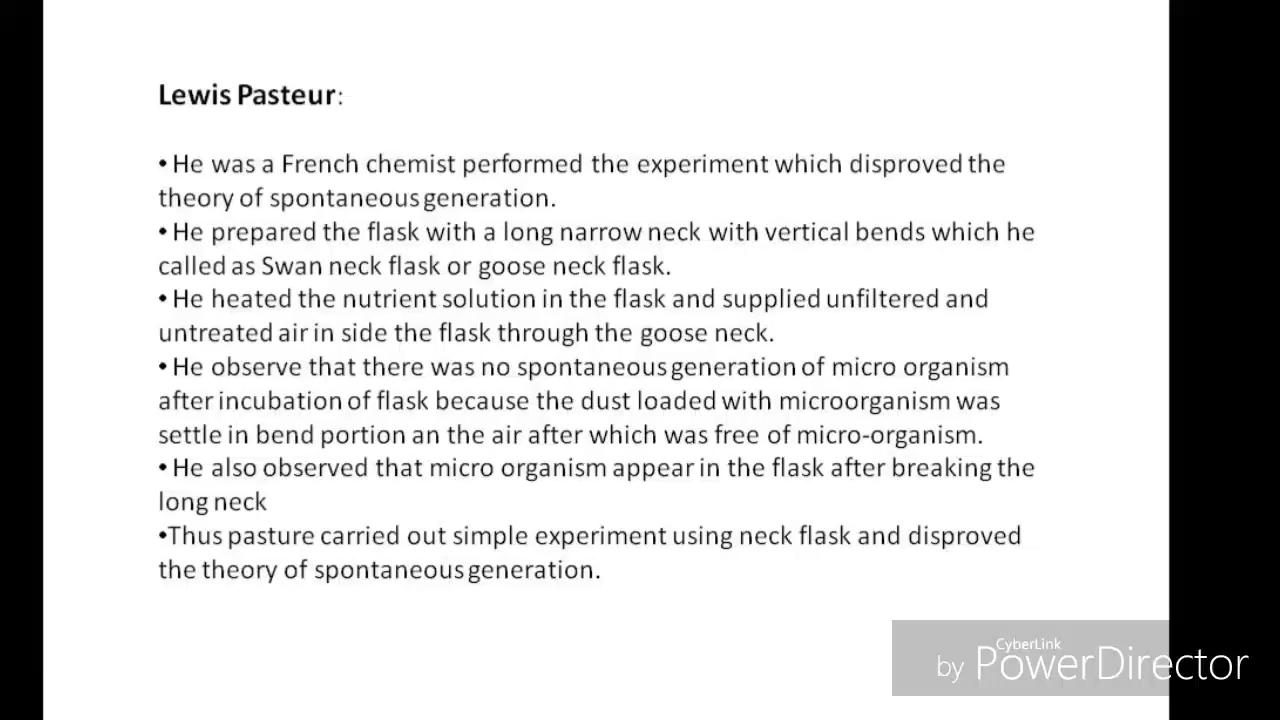 Lewis Pasteur:
• He was a French chemist performed the experiment which disproved the
theory of spontaneous generation.
• He prepared the flask with a long narrow neck with vertical bends which he
called as Swan neck flask or goose neck flask.
• He heated the nutrient solution in the flask and supplied unfiltered and
untreated air in side the flask through the goose neck.
• He observe that there was no spontaneous generation of micro organism
after incubation of flask because the dust loaded with microorganism was
settle in bend portion an the air after which was free of micro-organism.
• He also observed that micro organism appear in the flask after breaking the
long neck
•Thus pasture carried out simple experiment using neck flask and disproved
the theory of spontaneous generation.
CyberLink
by PowerDirector